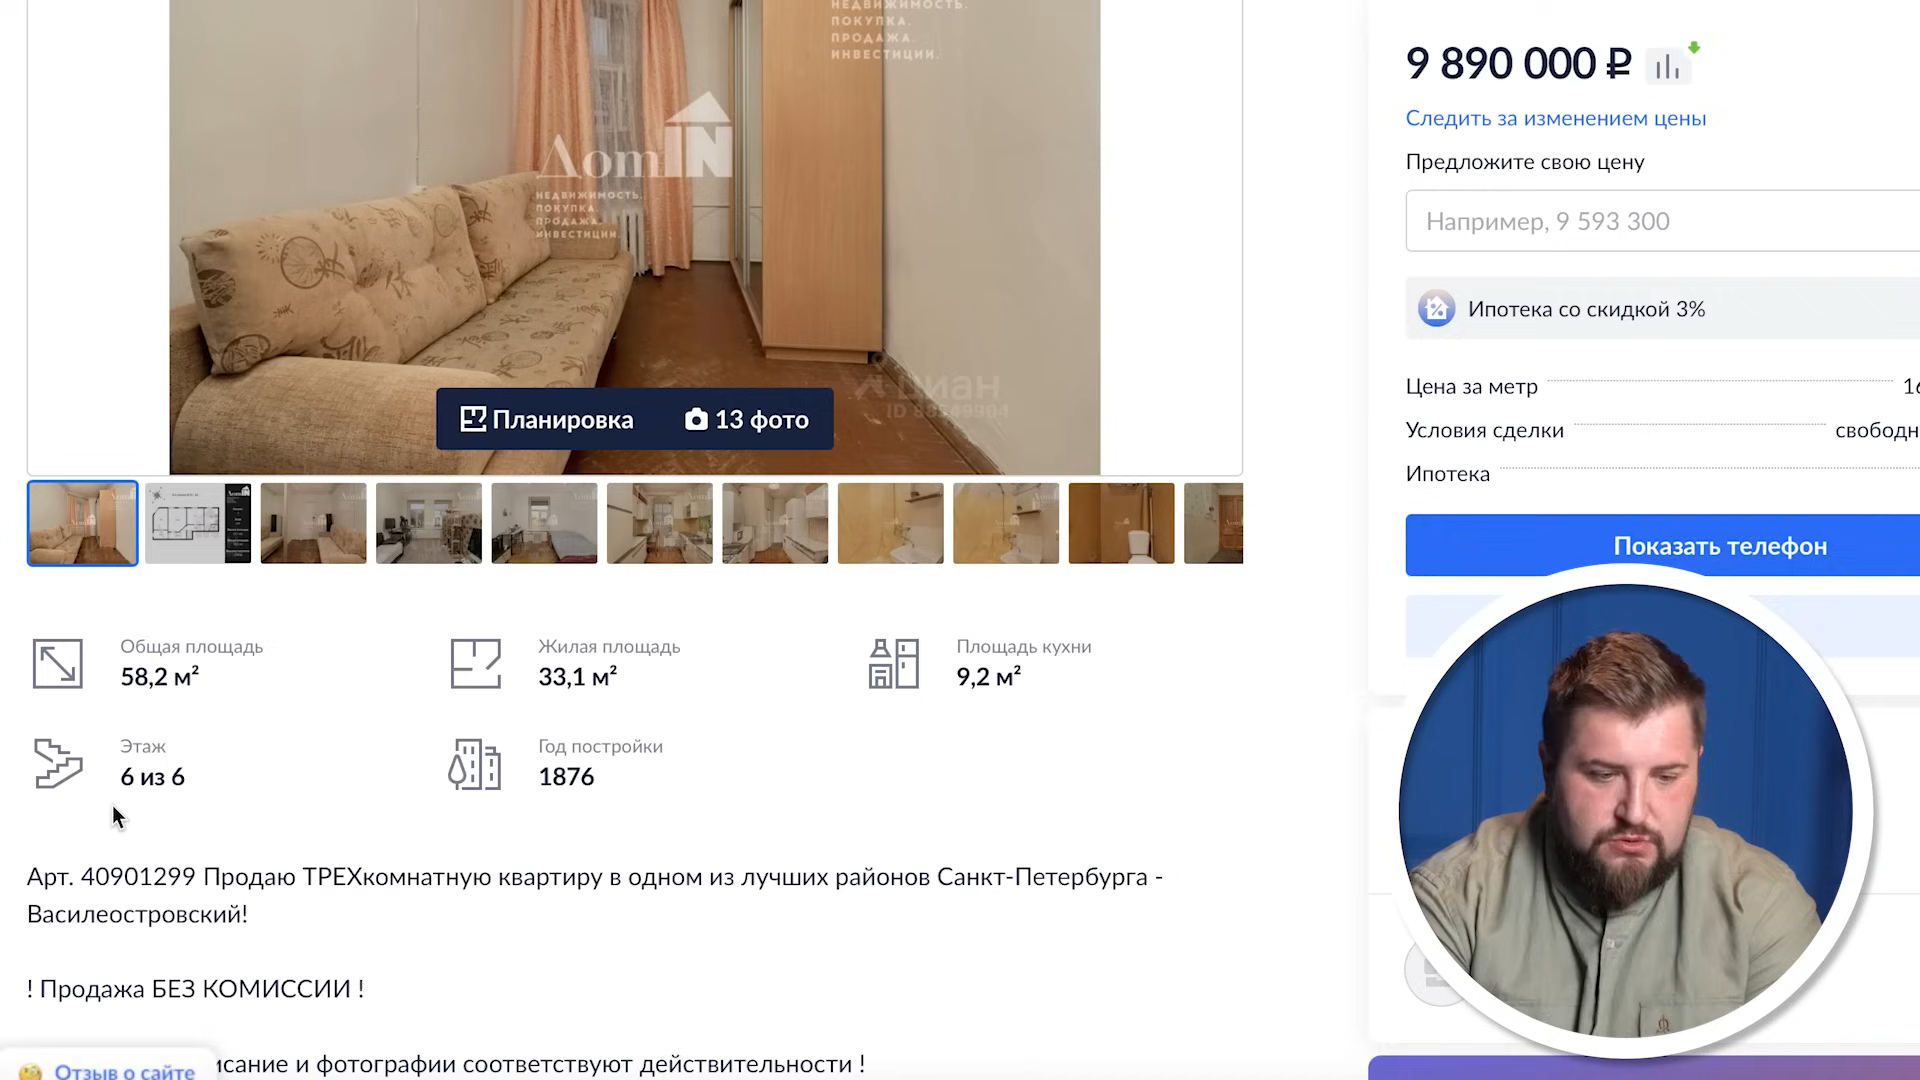 НЕДВИЖИМОСТЬ.
ПОКУПКА.
ПРОДАЖА.
ИНВЕСТИЦИИ.
ДотIN
НЕДВИЖИМОСТЬ.
ПОКУПКА.
ПРОДАЖА.
ИНВЕСТИЦИИ.
циан
Планировка
13 фото
9 890 000 ₽
Следить за изменением цены
Предложите свою цену
Например, 9 593 300
Ипотека со скидкой 3%
Цена за метр
Условия сделки
свободн
Ипотека
Показать телефон
Общая площадь
58,2 м²
Жилая площадь
33,1 м²
Площадь кухни
9,2 м²
Этаж
6 из 6
Год постройки
1876
Арт. 40901299 Продаю ТРЕХкомнатную квартиру в одном из лучших районов Санкт-Петербурга -
Василеостровский!
! Продажа БЕЗ КОМИССИИ !
исание и фотографии соответствуют действительности !
Отзыв о сайте